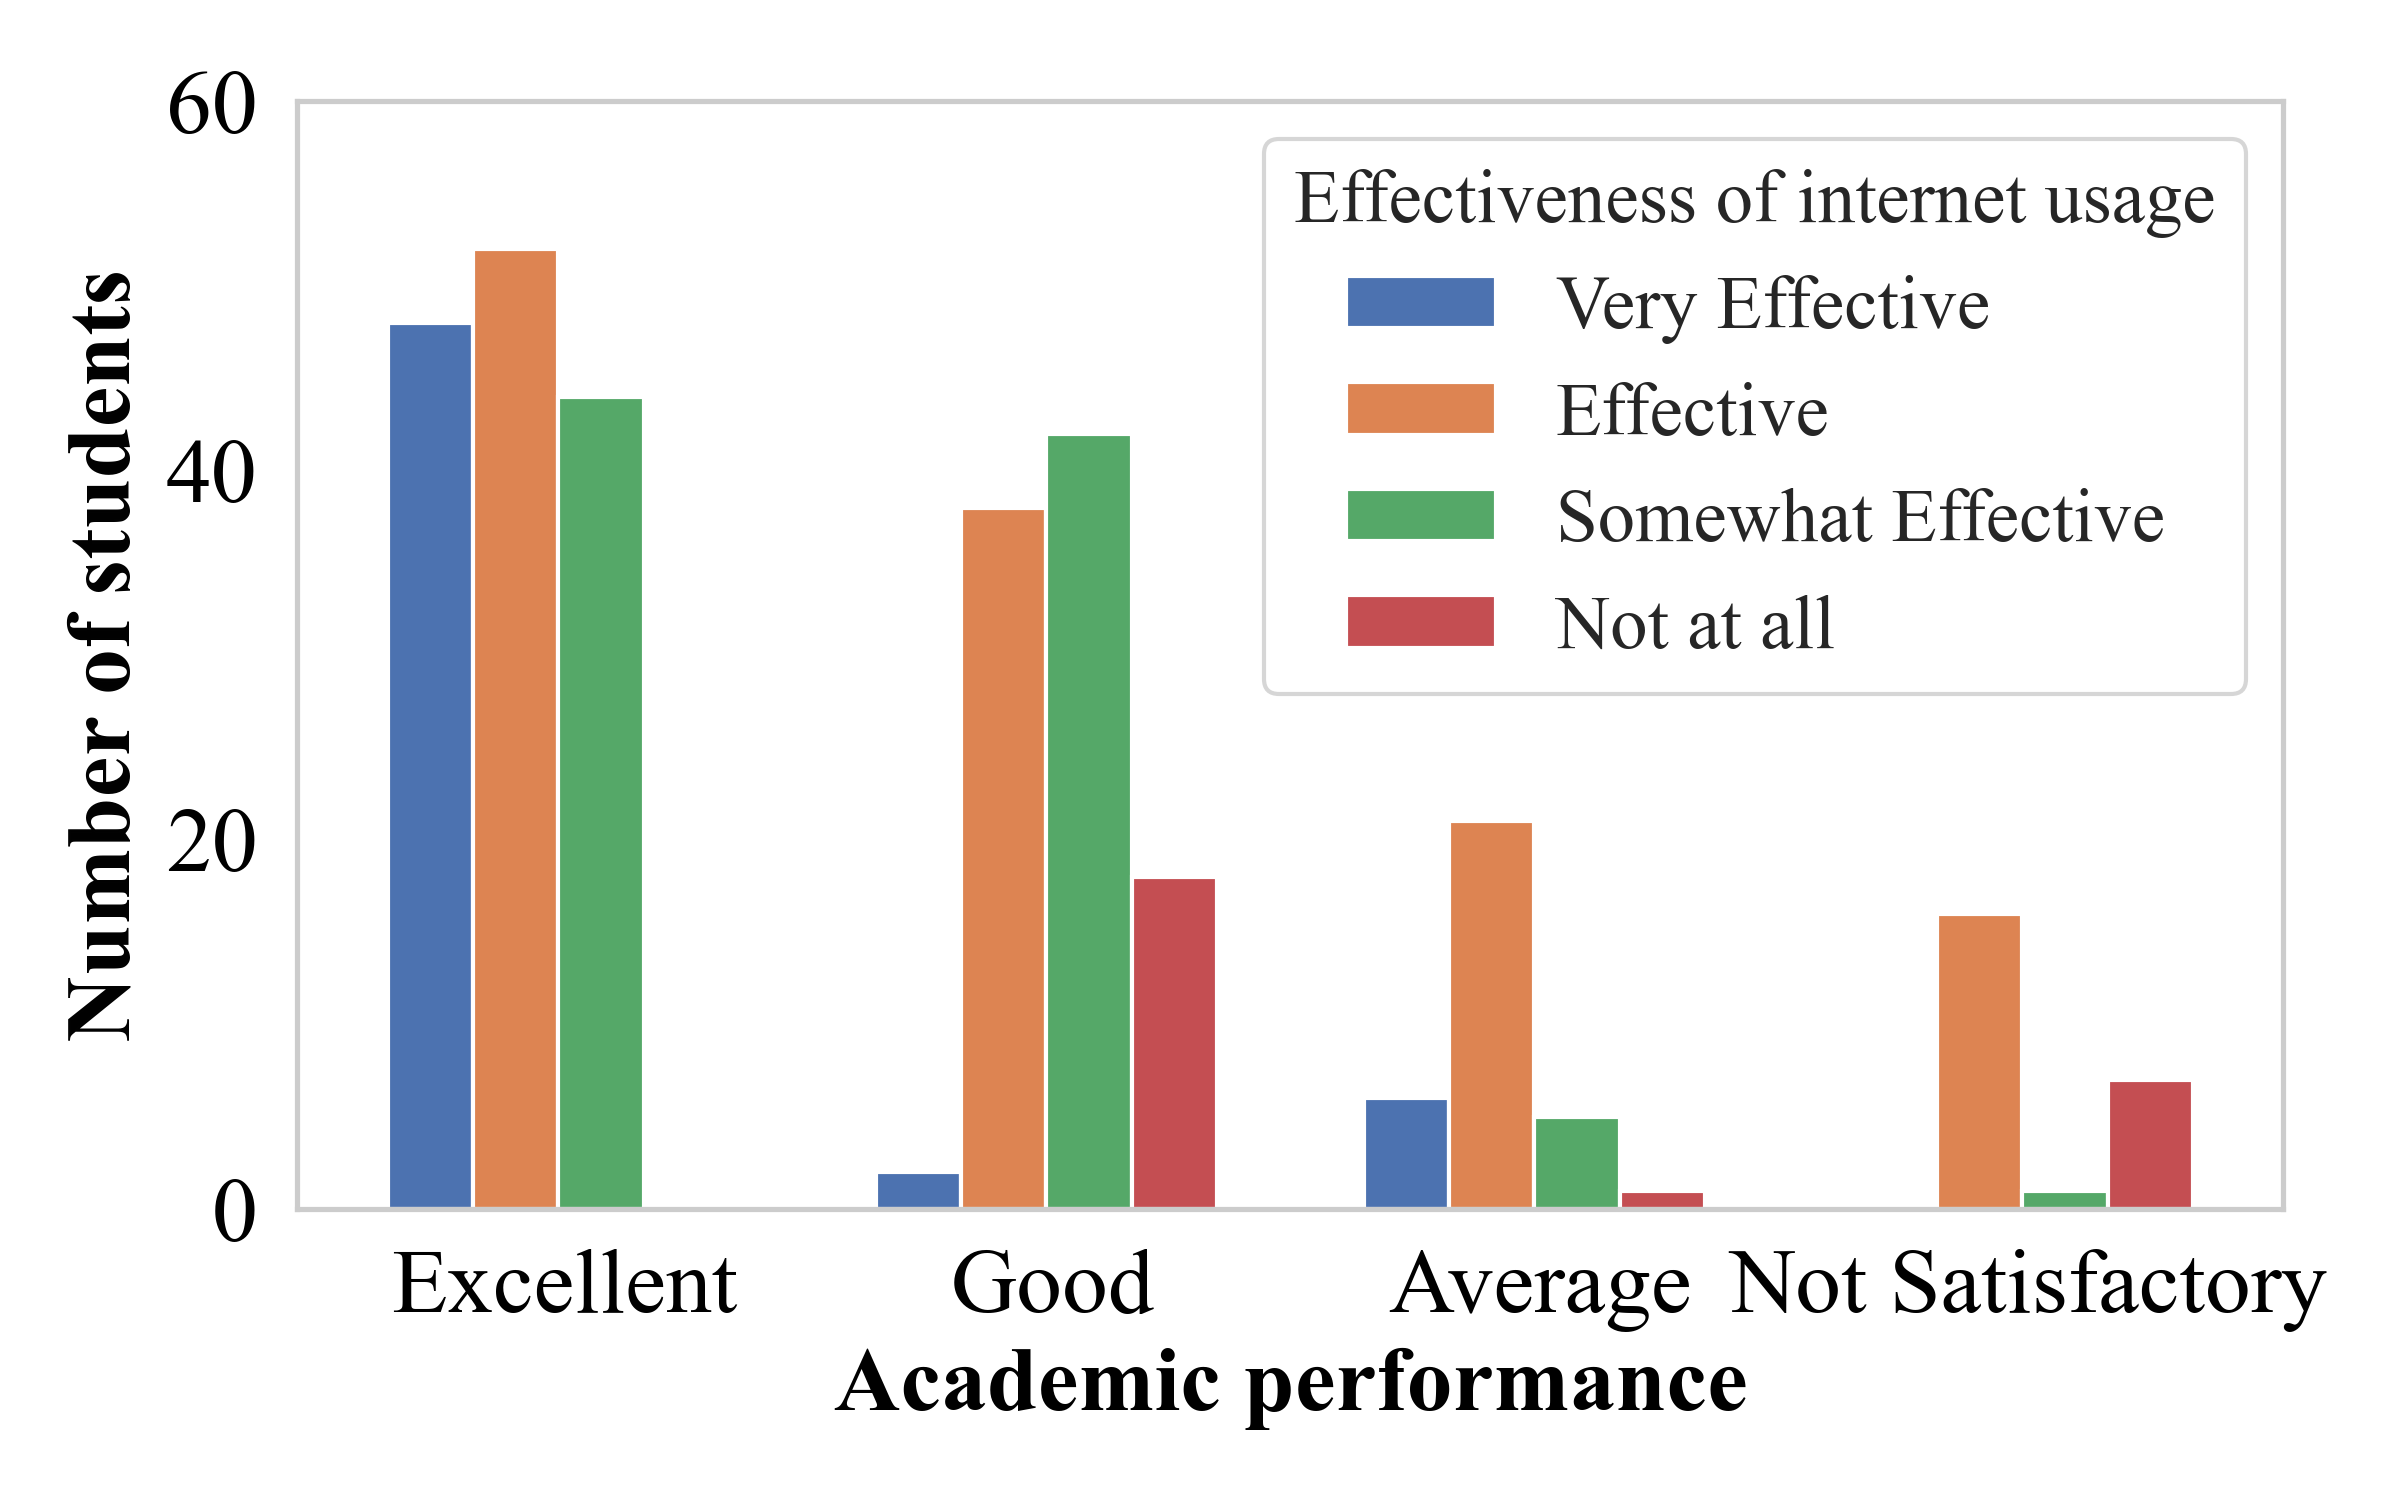 60
40
20
0
Number of students
Effectiveness of internet usage
Very Effective
Effective
Somewhat Effective
Not at all
Excellent
Good
Average
Not Satisfactory
Academic performance